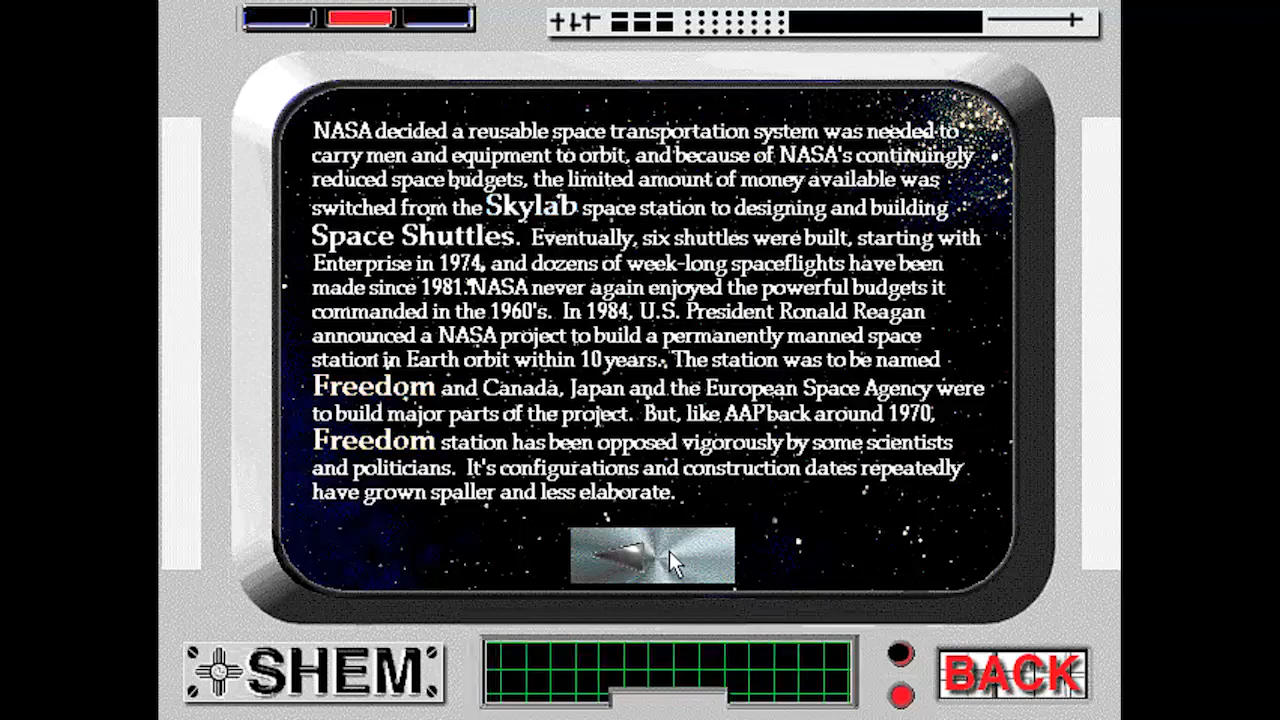 NASA decided a reusable space transportation system was needed to
carry men and equipment to orbit, and because of NASA's continuingly
reduced space budgets, the limited amount of money available was
switched from the Skylab space station to designing and building
Space Shuttles. Eventually, six shuttles were built, starting with
Enterprise in 1974, and dozens of week-long spaceflights have been
made since 1981. NASA never again enjoyed the powerful budgets it
commanded in the 1960's. In 1984, U.S. President Ronald Reagan
announced a NASA project to build a permanently manned space
station in Earth orbit within 10 years. The station was to be named
Freedom and Canada, Japan and the European Space Agency were
to build major parts of the project. But, like AAP back around 1970,
Freedom station has been opposed vigorously by some scientists
and politicians. It's configurations and construction dates repeatedly
have grown spaller and less elaborate.
SHEM
BACK